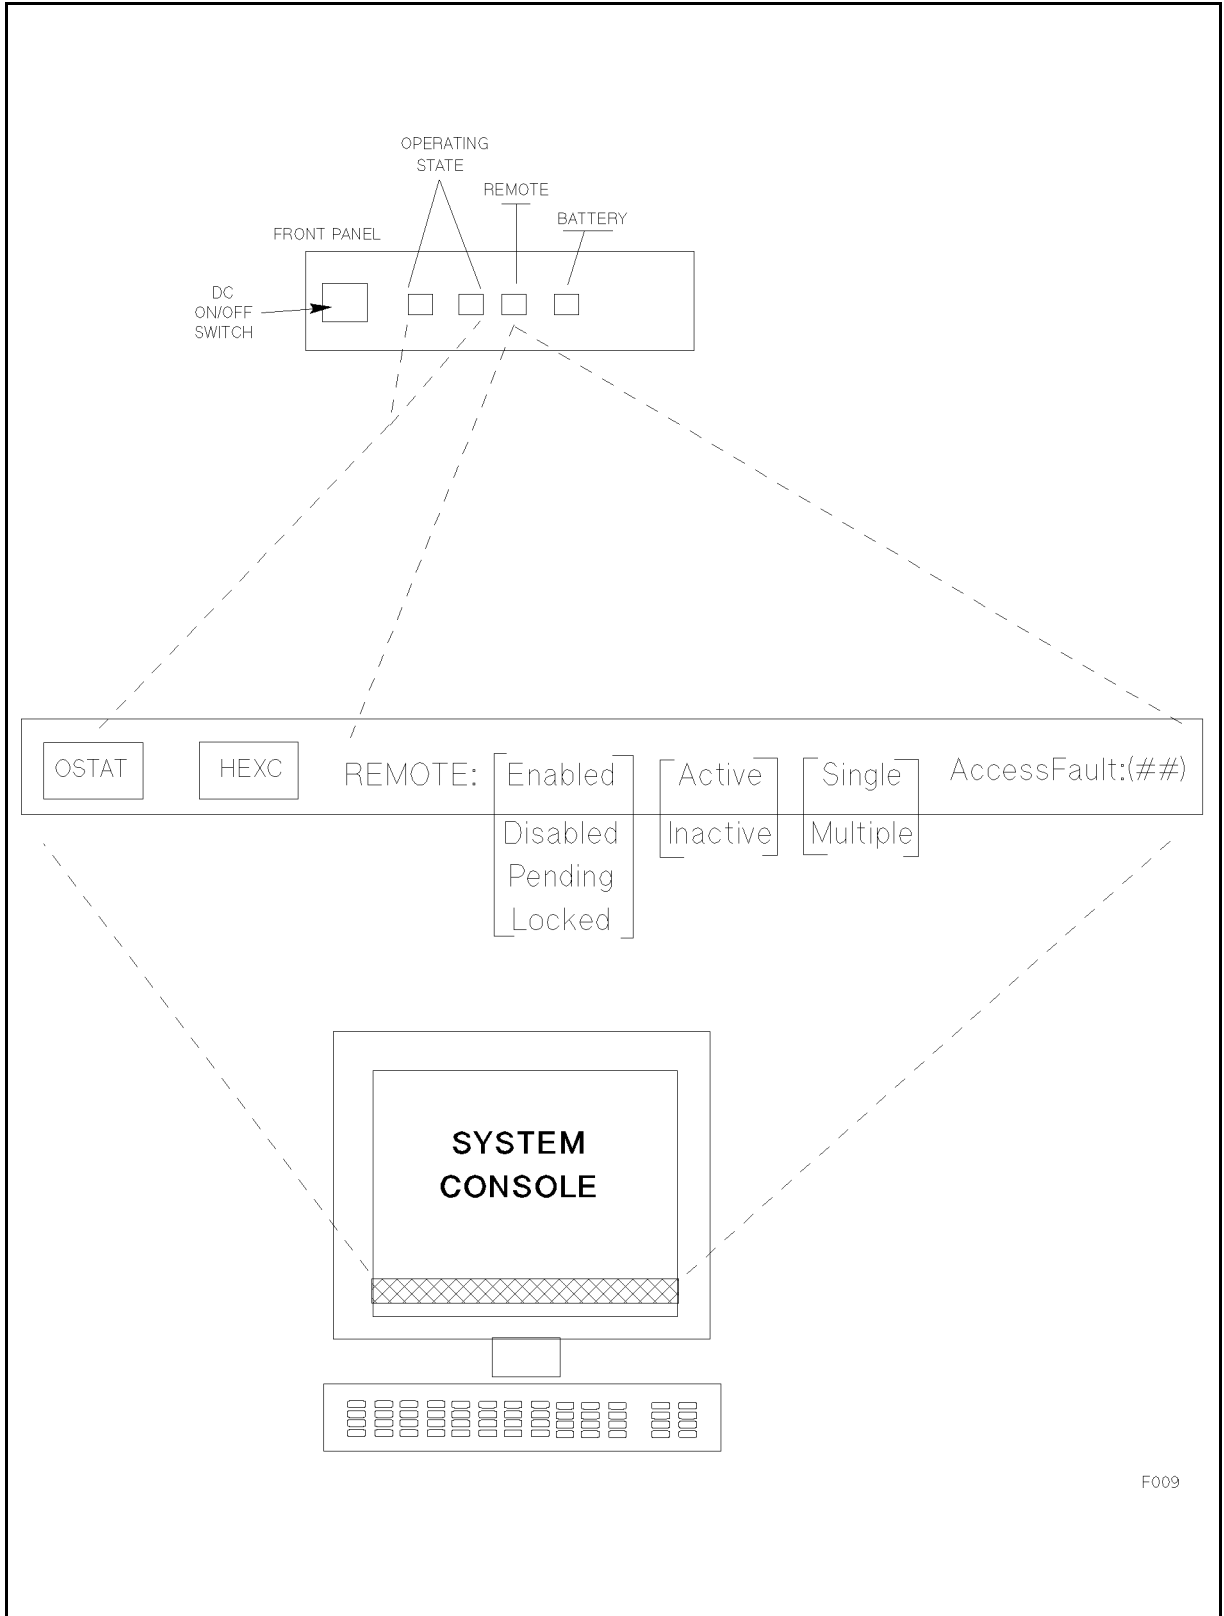 OPERATING
STATE
REMOTE
BATTERY
FRONT PANEL
DC
ON/OFF
SWITCH
OSTAT
HEXC
REMOTE:
Enabled
Disabled
Pending
Locked
Active
Inactive
Single
Multiple
AccessFault:(##)
SYSTEM
CONSOLE
F009